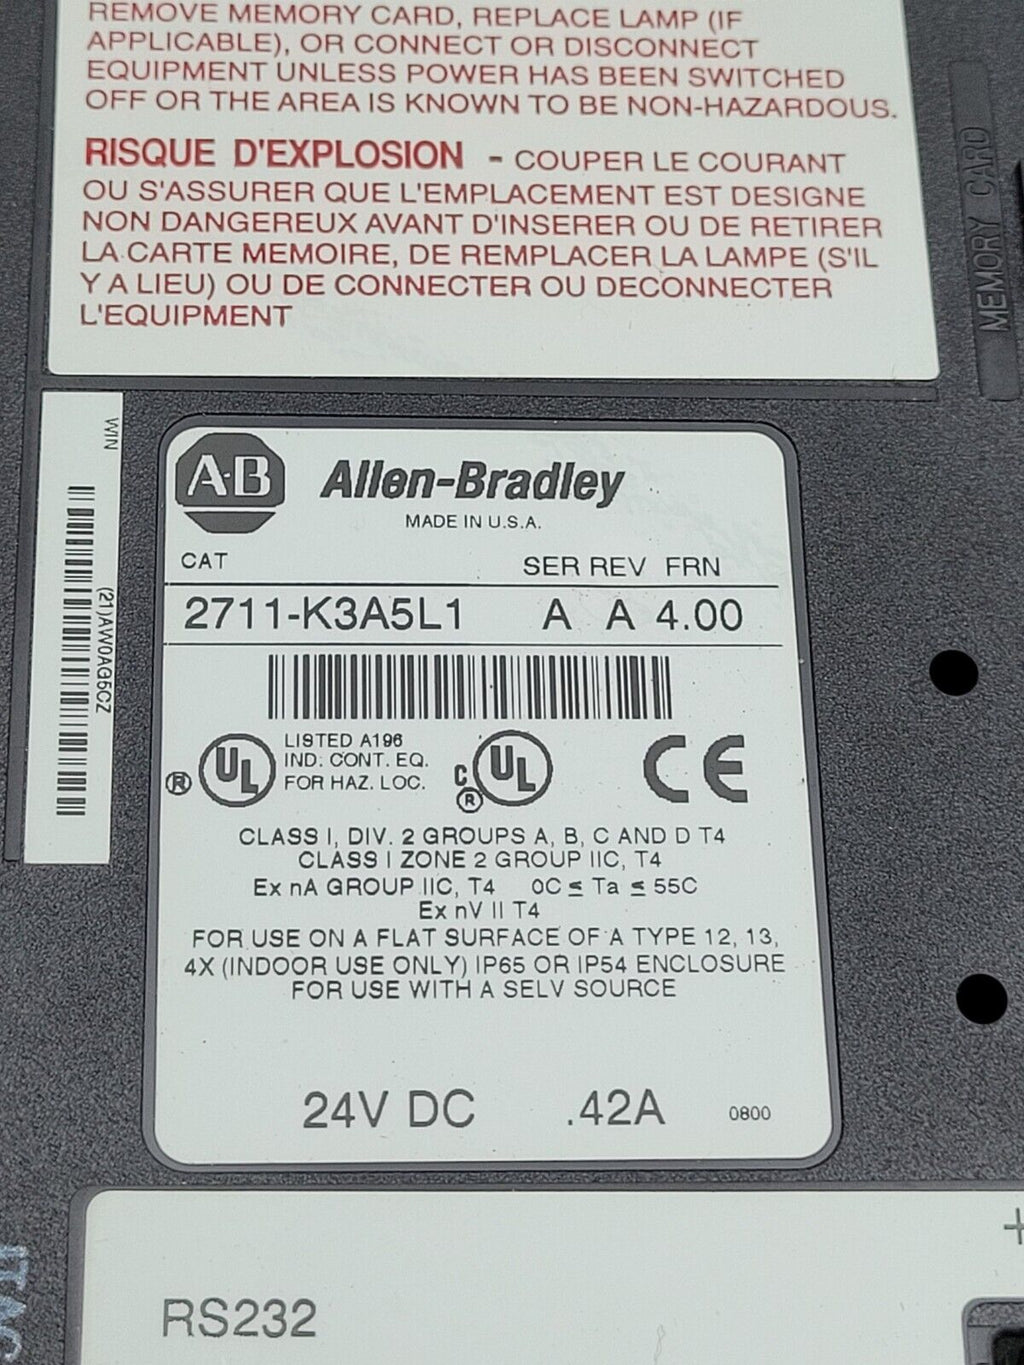 REMOVE MEMORY CARD, REPLACE LAMP (IF
APPLICABLE), OR CONNECT OR DISCONNECT
EQUIPMENT UNLESS POWER HAS BEEN SWITCHED
OFF OR THE AREA IS KNOWN TO BE NON-HAZARDOUS.
RISQUE D'EXPLOSION - COUPER LE COURANT
OU S'ASSURER QUE L'EMPLACEMENT EST DESIGNE
NON DANGEREUX AVANT D'INSERER OU DE RETIRER
LA CARTE MEMOIRE, DE REMPLACER LA LAMPE (S'IL
Y A LIEU) OU DE CONNECTER OU DECONNECTER
L'EQUIPMENT
MEMORY CARD
WIN
(21)AW0AG5CZ
A-B Allen-Bradley
MADE IN U.S.A.
CAT SER REV FRN
2711-K3A5L1 A A 4.00
® UL LISTED A196
IND. CONT. EQ.
FOR HAZ. LOC.
C UL ® CE
CLASS I, DIV. 2 GROUPS A, B, C AND D T4
CLASS I ZONE 2 GROUP IIC, T4
Ex nA GROUP IIC, T4 0C ≤ Ta ≤ 55C
Ex nV II T4
FOR USE ON A FLAT SURFACE OF A TYPE 12, 13,
4X (INDOOR USE ONLY) IP65 OR IP54 ENCLOSURE
FOR USE WITH A SELV SOURCE
24V DC .42A 0800
+
RS232